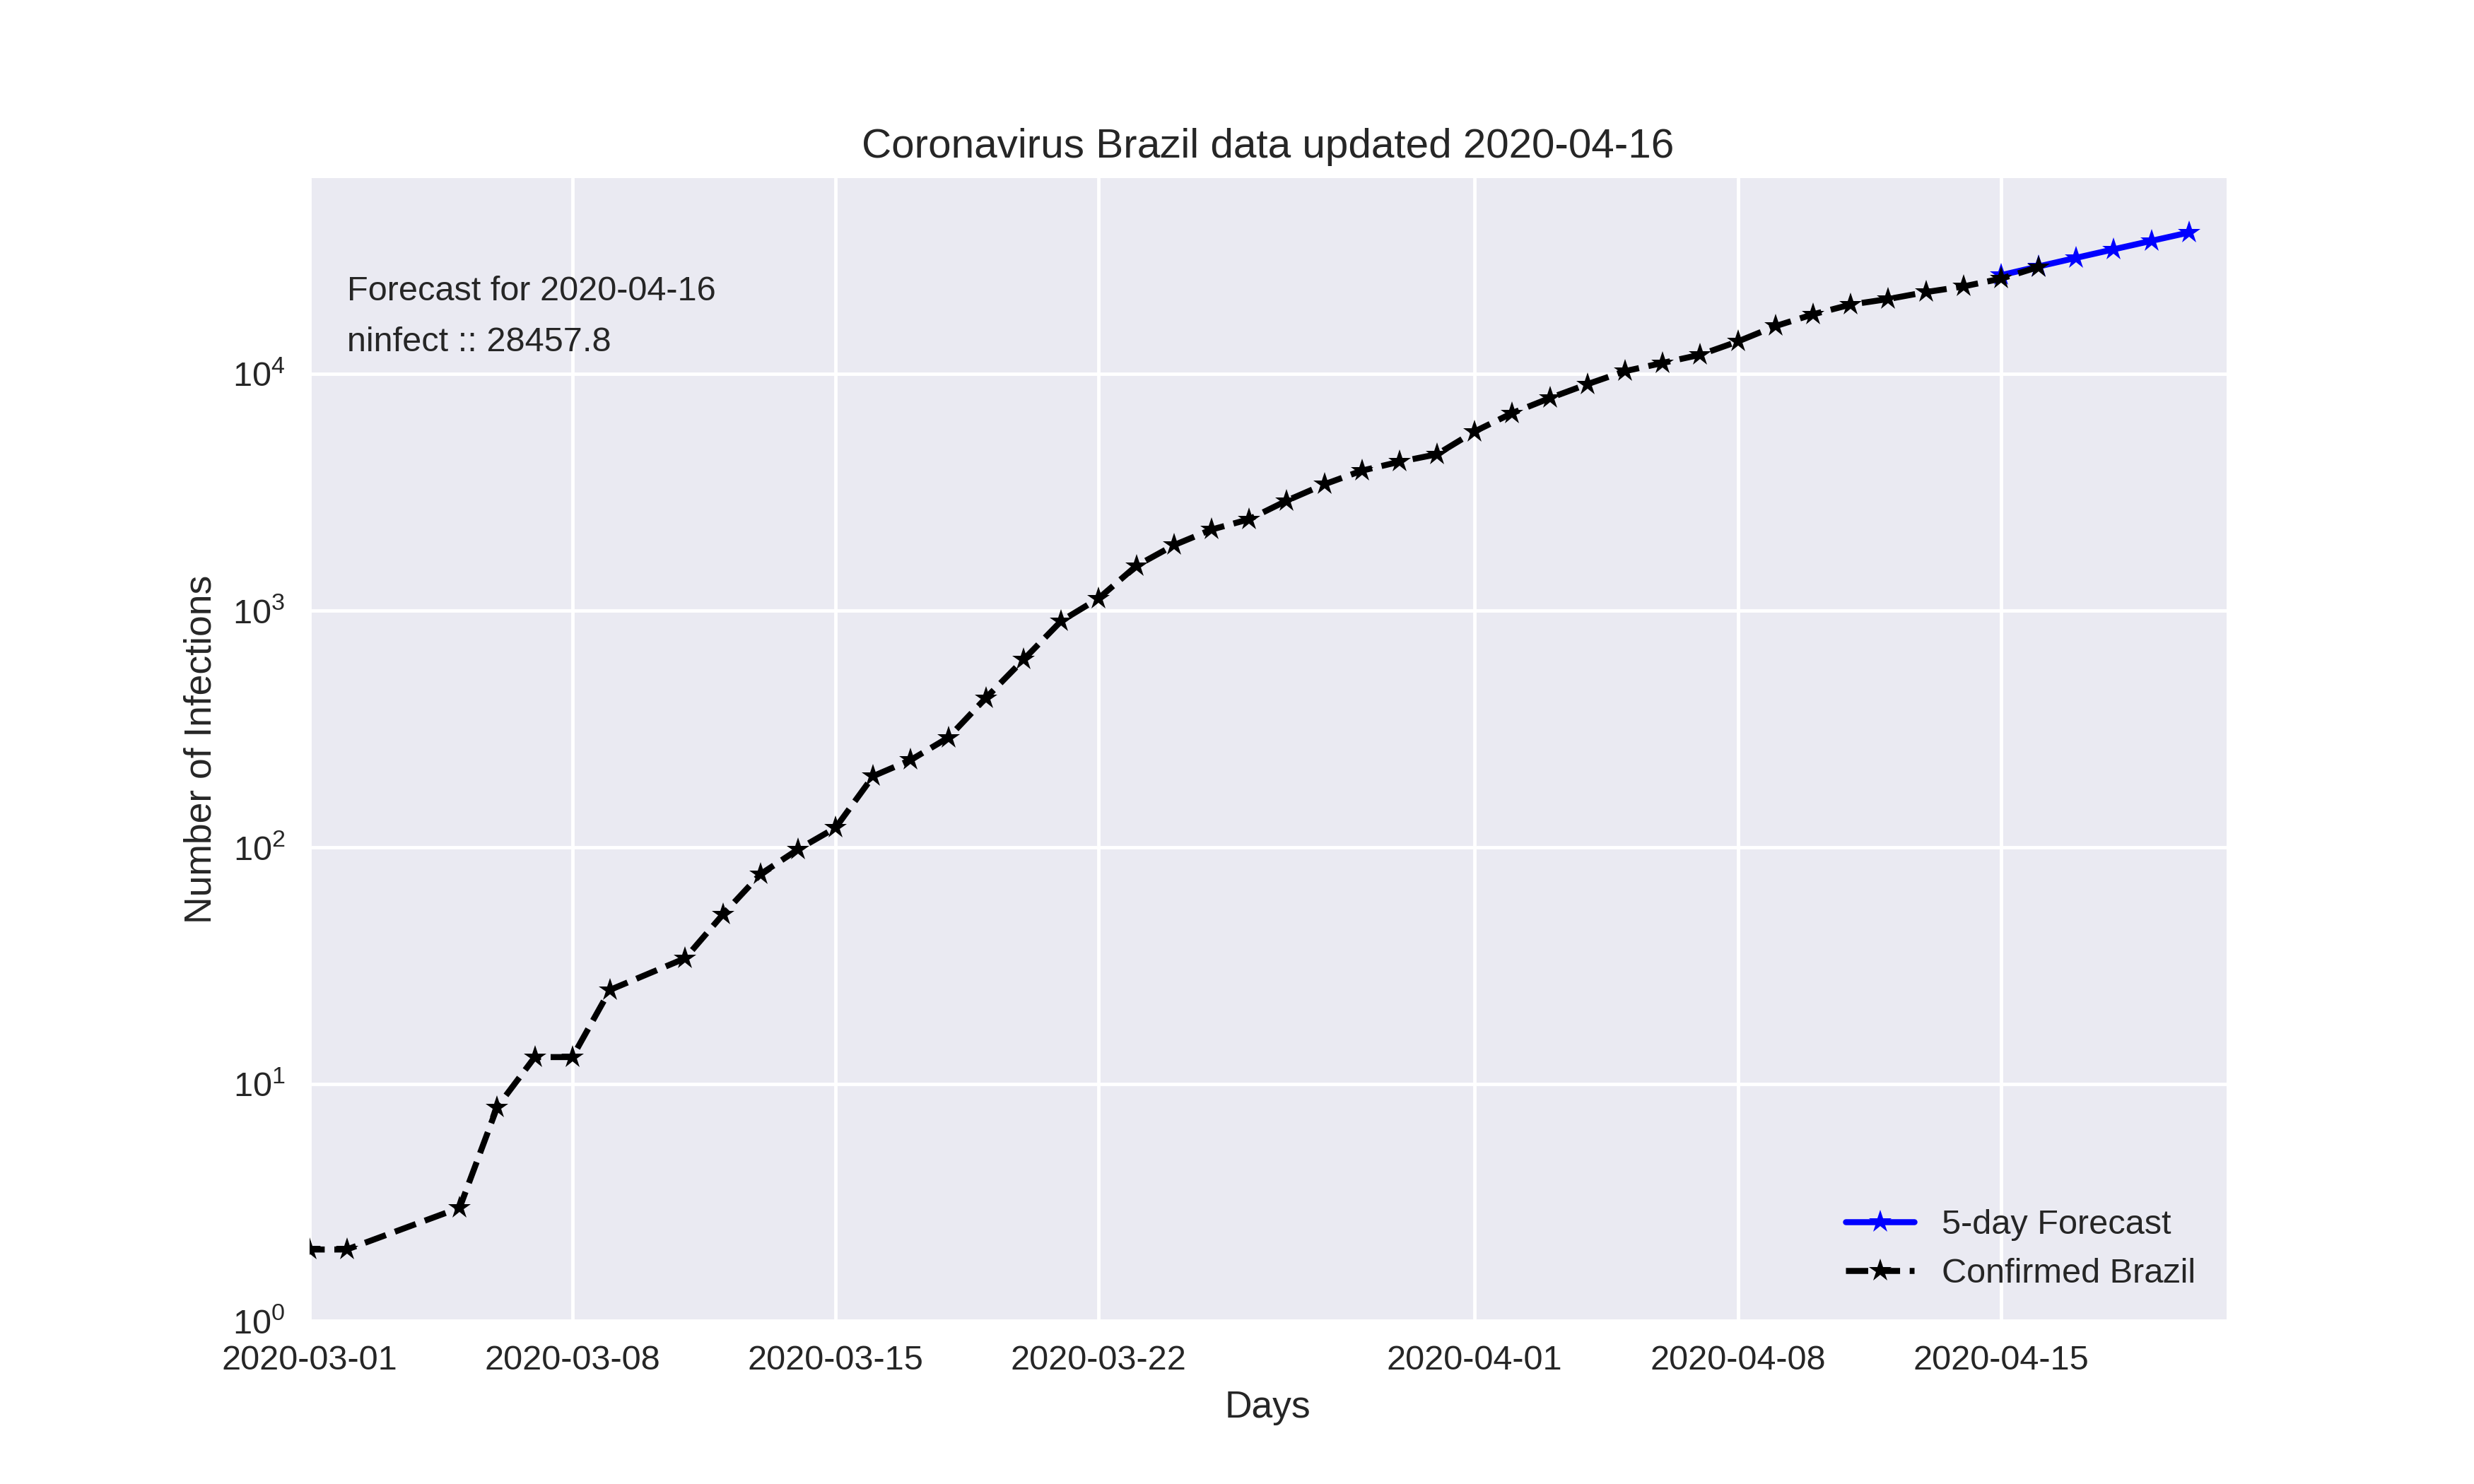 Coronavirus Brazil data updated 2020-04-16
Forecast for 2020-04-16
ninfect :: 28457.8
Number of Infections
10⁴
10³
10²
10¹
10⁰
5-day Forecast
Confirmed Brazil
2020-03-01 2020-03-08 2020-03-15 2020-03-22 2020-04-01 2020-04-08 2020-04-15
Days